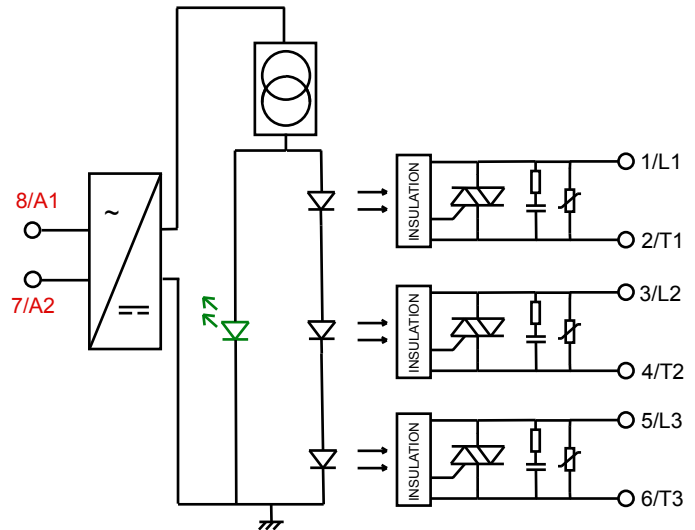 8/A1
7/A2
~
INSULATION
1/L1
2/T1
INSULATION
3/L2
4/T2
INSULATION
5/L3
6/T3